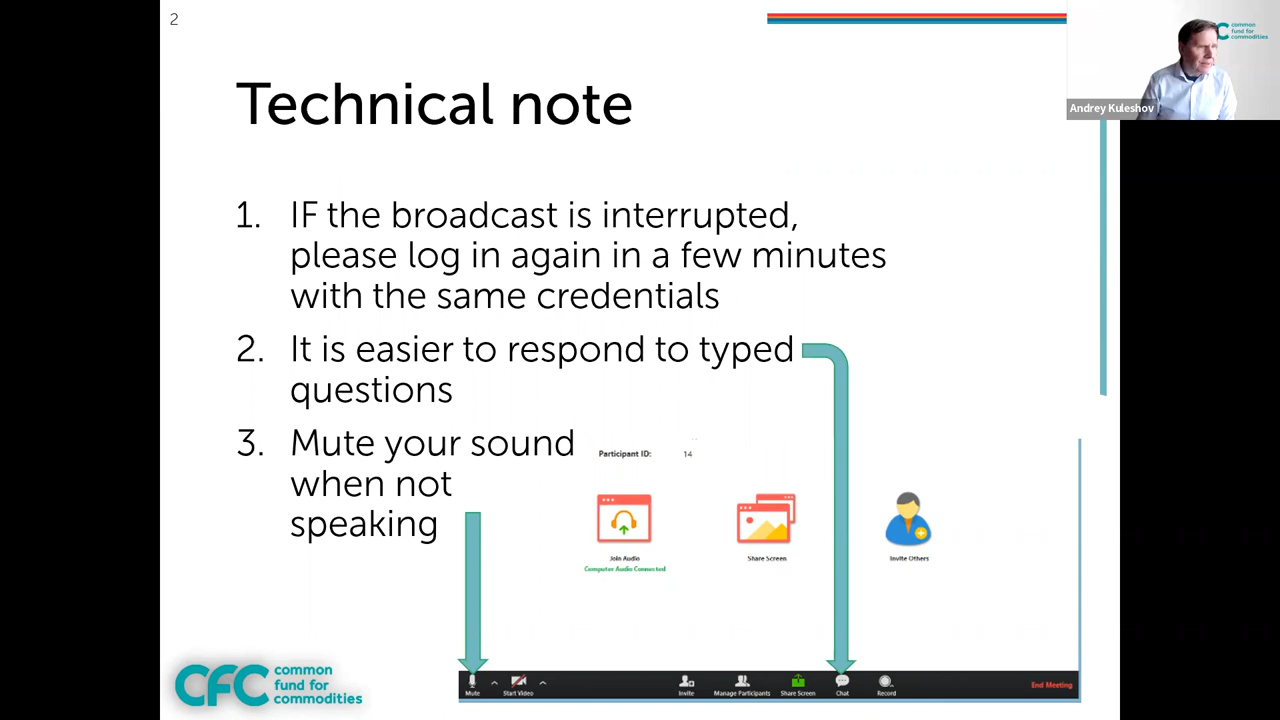 2
common
fund for
commodities
Andrey Kuleshov
Technical note
1. IF the broadcast is interrupted,
please log in again in a few minutes
with the same credentials
2. It is easier to respond to typed
questions
3. Mute your sound
when not
speaking
Participant ID: 14
Join Audio
Computer Audio Connected
Share Screen
Invite Others
CFC common
fund for
commodities
Mute
Start Video
Invite
Manage Participants
Share Screen
Chat
Record
End Meeting